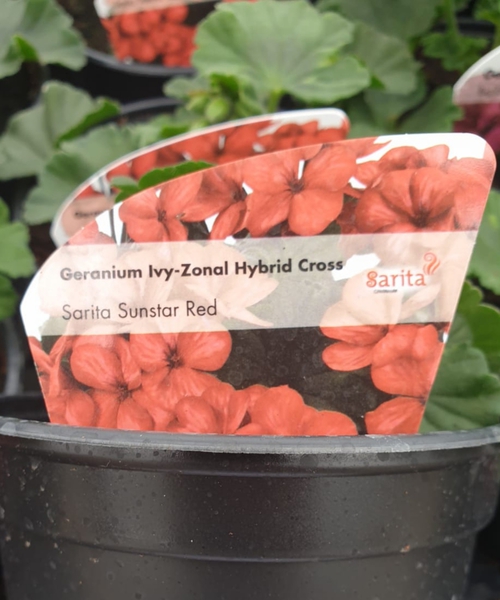 Geranium Ivy-Zonal Hybrid Cross
Sarita
Sarita Sunstar Red